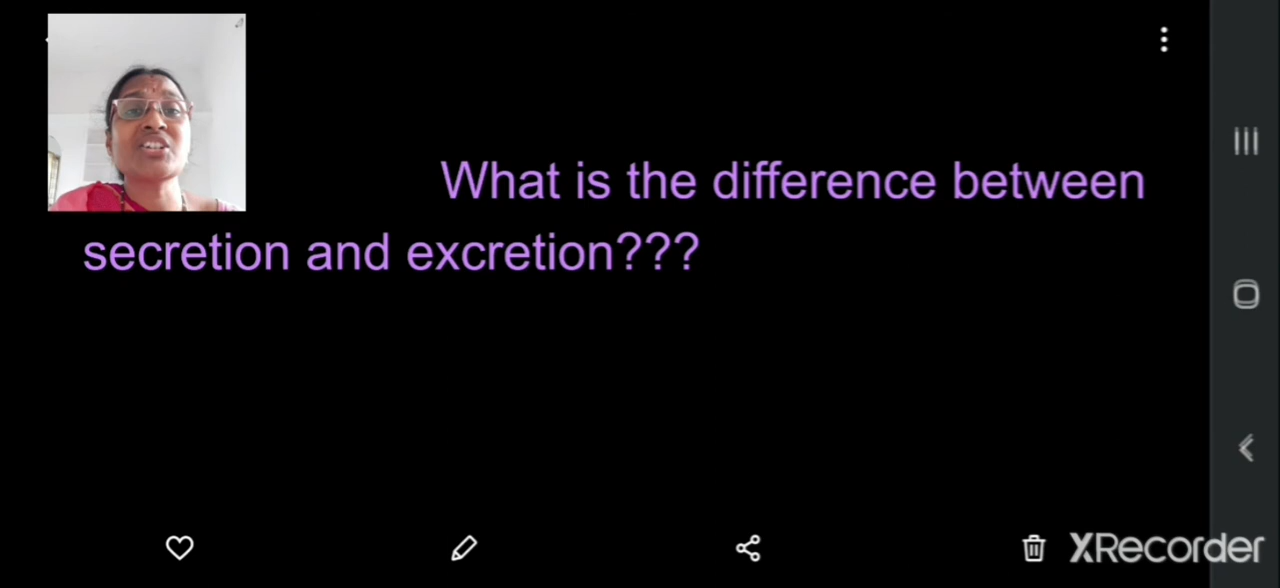 What is the difference between
secretion and excretion???
XRecorder